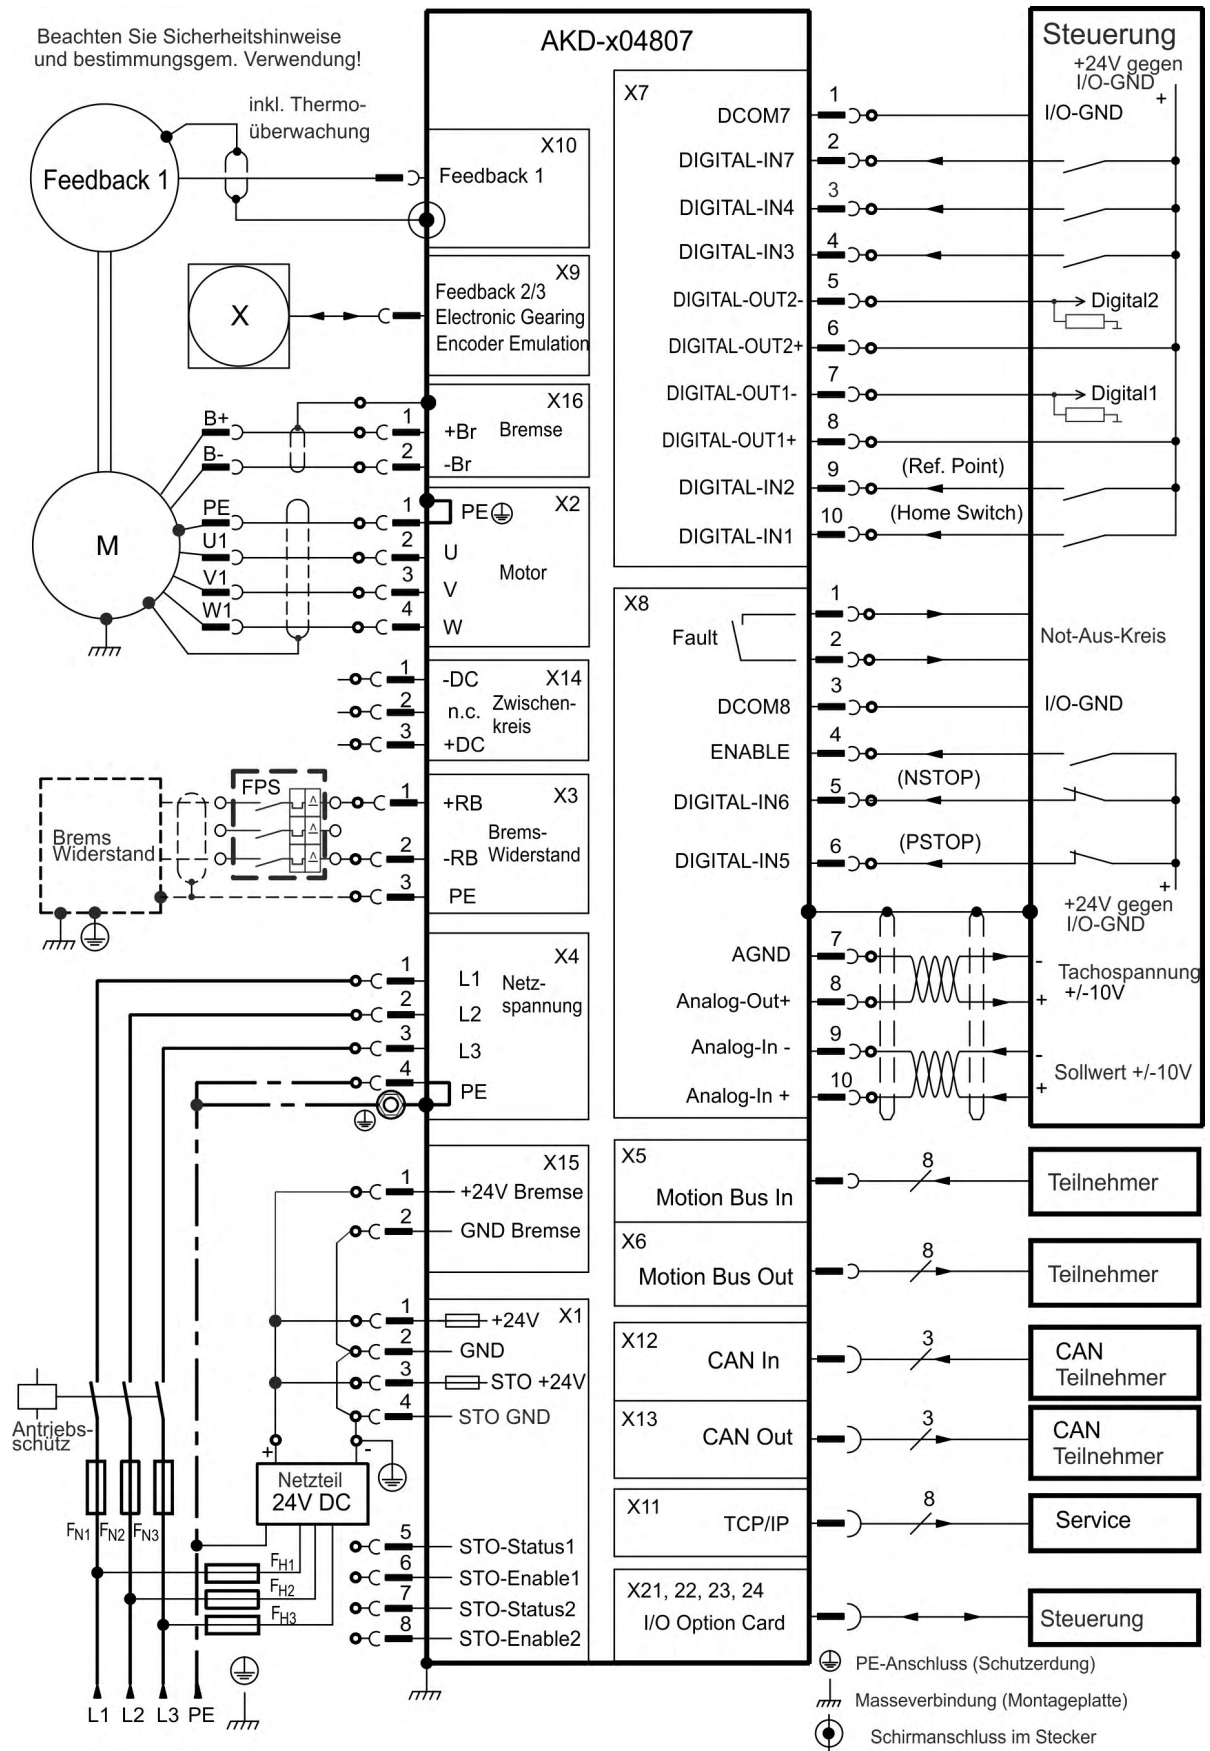 Beachten Sie Sicherheitshinweise
und bestimmungsgem. Verwendung!
AKD-x04807
Steuerung
+24V gegen
I/O-GND
+
I/O-GND
inkl. Thermo-
überwachung
Feedback 1
X10
Feedback 1
X
X9
Feedback 2/3
Electronic Gearing
Encoder Emulation
X16
B+
1
+Br
Bremse
B-
2
-Br
M
X2
PE
1
PE
U1
2
U
Motor
V1
3
V
W1
4
W
X14
1
-DC
2
n.c.
Zwischen-
kreis
3
+DC
X3
FPS
Brems
Widerstand
1
+RB
Brems-
Widerstand
2
-RB
3
PE
X4
1
L1
Netz-
spannung
2
L2
3
L3
4
PE
X15
1
+24V Bremse
2
GND Bremse
X1
1
+24V
2
GND
3
STO +24V
4
STO GND
Antriebs-
schütz
+
-
Netzteil
24V DC
FN1
FN2
FN3
5
STO-Status1
6
STO-Enable1
7
STO-Status2
8
STO-Enable2
FH1
FH2
FH3
L1
L2
L3
PE
X7
DCOM7
1
DIGITAL-IN7
2
DIGITAL-IN4
3
DIGITAL-IN3
4
DIGITAL-OUT2-
5
Digital2
DIGITAL-OUT2+
6
DIGITAL-OUT1-
7
Digital1
DIGITAL-OUT1+
8
DIGITAL-IN2
9
(Ref. Point)
DIGITAL-IN1
10
(Home Switch)
X8
Fault
1
2
Not-Aus-Kreis
DCOM8
3
I/O-GND
ENABLE
4
DIGITAL-IN6
5
(NSTOP)
DIGITAL-IN5
6
(PSTOP)
+
+24V gegen
I/O-GND
AGND
7
-
Tachospannung
+/-10V
Analog-Out+
8
+
Analog-In -
9
-
Sollwert +/-10V
Analog-In +
10
+
X5
Motion Bus In
8
Teilnehmer
X6
Motion Bus Out
8
Teilnehmer
X12
CAN In
3
CAN
Teilnehmer
X13
CAN Out
3
CAN
Teilnehmer
X11
TCP/IP
8
Service
X21, 22, 23, 24
I/O Option Card
Steuerung
PE-Anschluss (Schutzerdung)
Masseverbindung (Montageplatte)
Schirmanschluss im Stecker